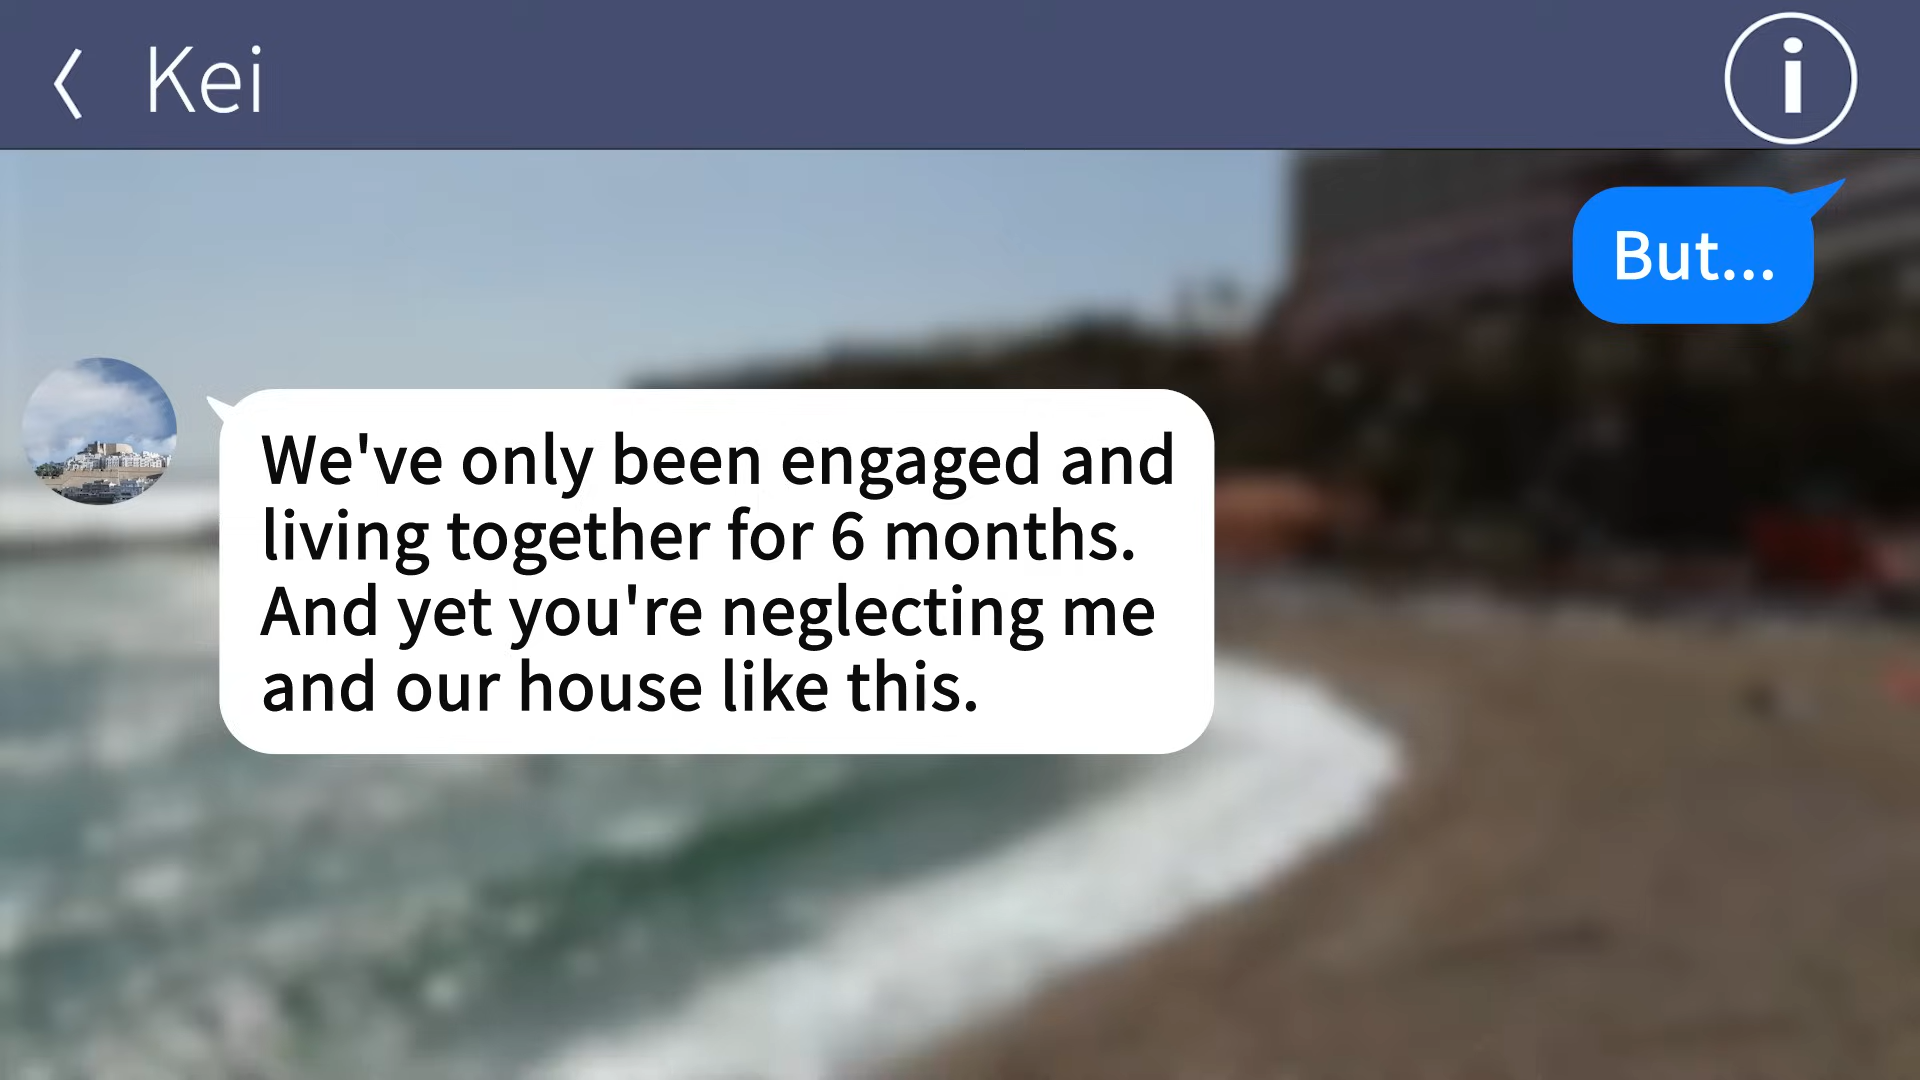 Kei
But...
We've only been engaged and
living together for 6 months.
And yet you're neglecting me
and our house like this.